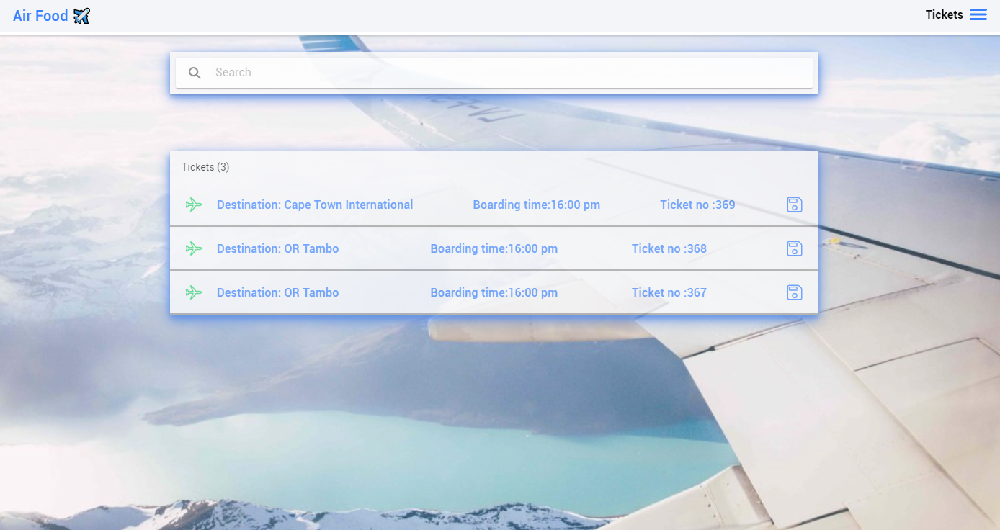 Air Food
Tickets
Search
Tickets (3)
Destination: Cape Town International Boarding time:16:00 pm Ticket no :369
Destination: OR Tambo Boarding time:16:00 pm Ticket no :368
Destination: OR Tambo Boarding time:16:00 pm Ticket no :367